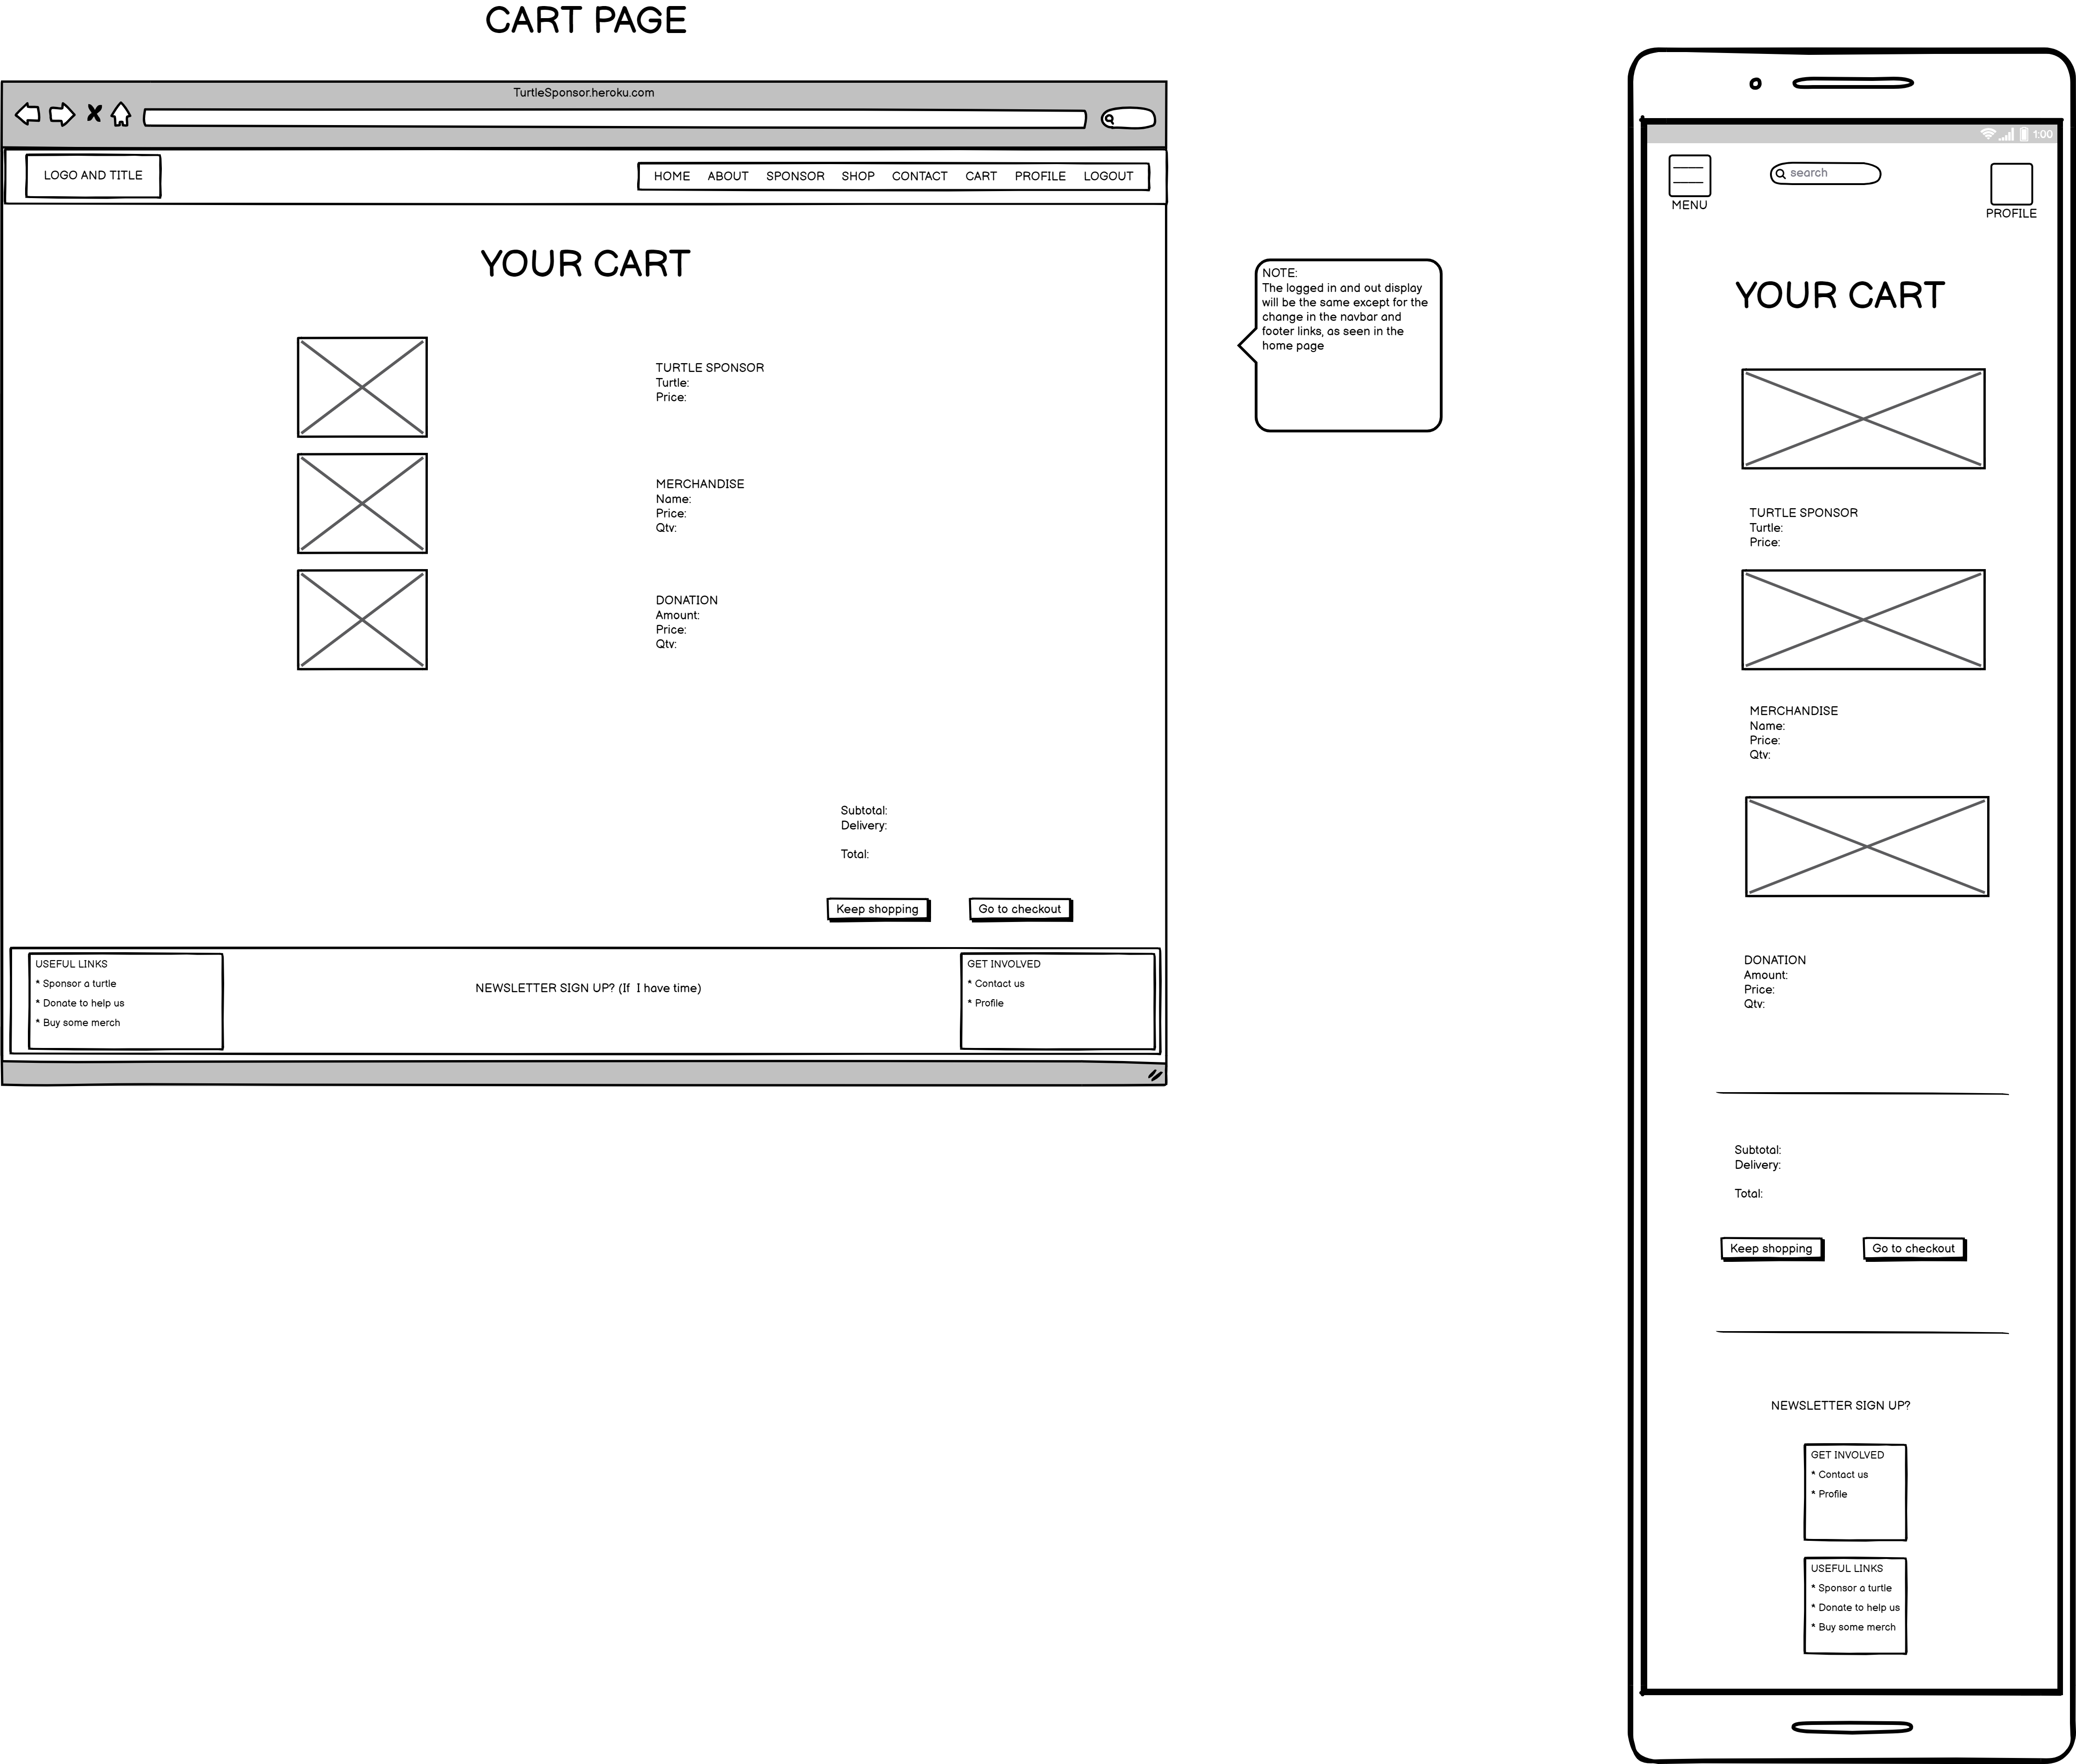 CART PAGE
TurtleSponsor.heroku.com
LOGO AND TITLE
HOME ABOUT SPONSOR SHOP CONTACT CART PROFILE LOGOUT
YOUR CART
TURTLE SPONSOR
Turtle:
Price:
MERCHANDISE
Name:
Price:
Qtv:
DONATION
Amount:
Price:
Qtv:
Subtotal:
Delivery:
Total:
Keep shopping
Go to checkout
USEFUL LINKS
* Sponsor a turtle
* Donate to help us
* Buy some merch
NEWSLETTER SIGN UP? (If I have time)
GET INVOLVED
* Contact us
* Profile
NOTE:
The logged in and out display
will be the same except for the
change in the navbar and
footer links, as seen in the
home page
1:00
MENU
search
PROFILE
YOUR CART
TURTLE SPONSOR
Turtle:
Price:
MERCHANDISE
Name:
Price:
Qtv:
DONATION
Amount:
Price:
Qtv:
Subtotal:
Delivery:
Total:
Keep shopping
Go to checkout
NEWSLETTER SIGN UP?
GET INVOLVED
* Contact us
* Profile
USEFUL LINKS
* Sponsor a turtle
* Donate to help us
* Buy some merch